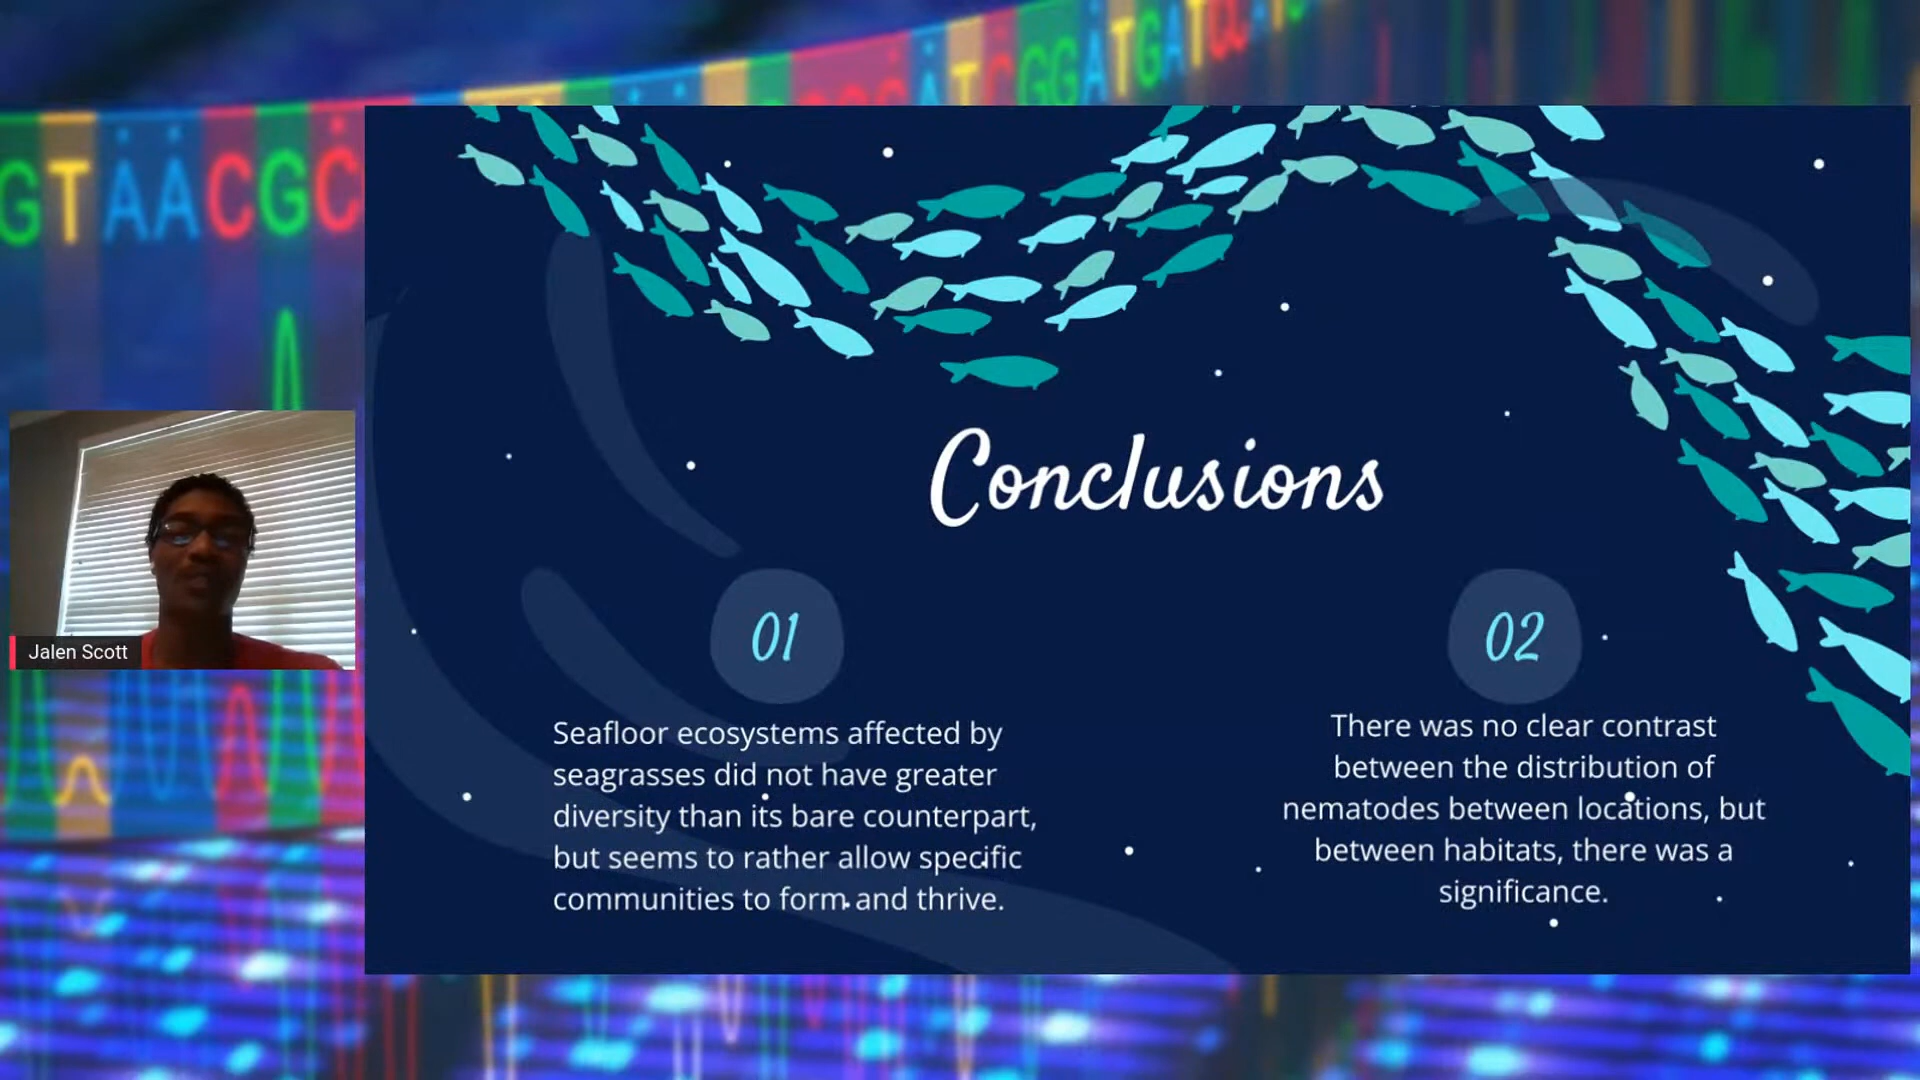 GTAACGC
ATCGGATGAT
Conclusions
01
Seafloor ecosystems affected by
seagrasses did not have greater
diversity than its bare counterpart,
but seems to rather allow specific
communities to form and thrive.
02
There was no clear contrast
between the distribution of
nematodes between locations, but
between habitats, there was a
significance.
Jalen Scott